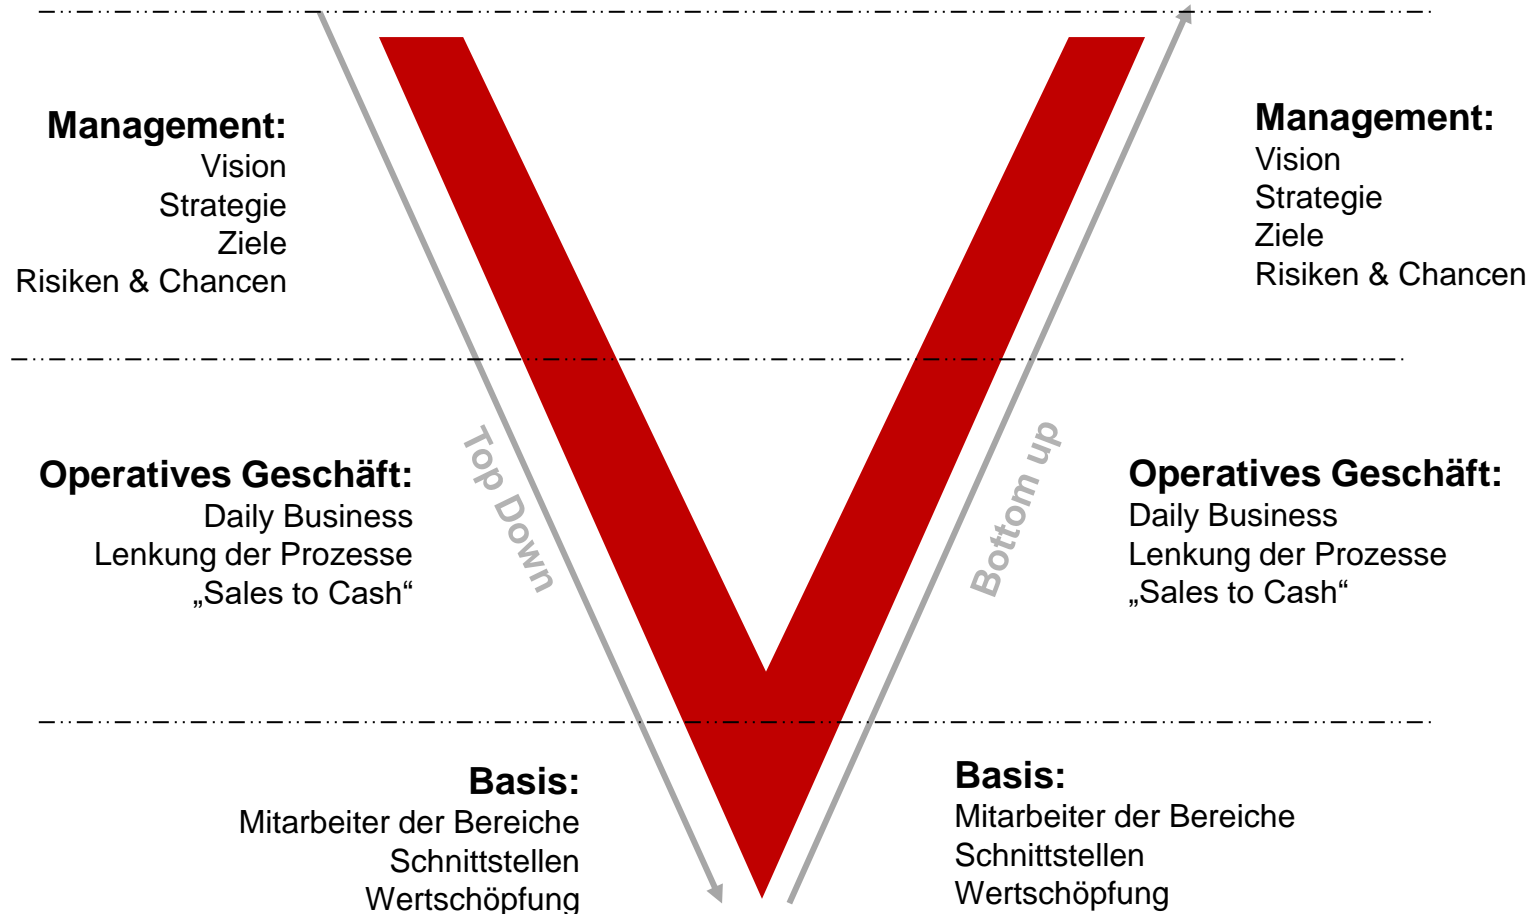 Management:
Vision
Strategie
Ziele
Risiken & Chancen
Management:
Vision
Strategie
Ziele
Risiken & Chancen
Top Down
Bottom up
Operatives Geschäft:
Daily Business
Lenkung der Prozesse
„Sales to Cash“
Operatives Geschäft:
Daily Business
Lenkung der Prozesse
„Sales to Cash“
Basis:
Mitarbeiter der Bereiche
Schnittstellen
Wertschöpfung
Basis:
Mitarbeiter der Bereiche
Schnittstellen
Wertschöpfung